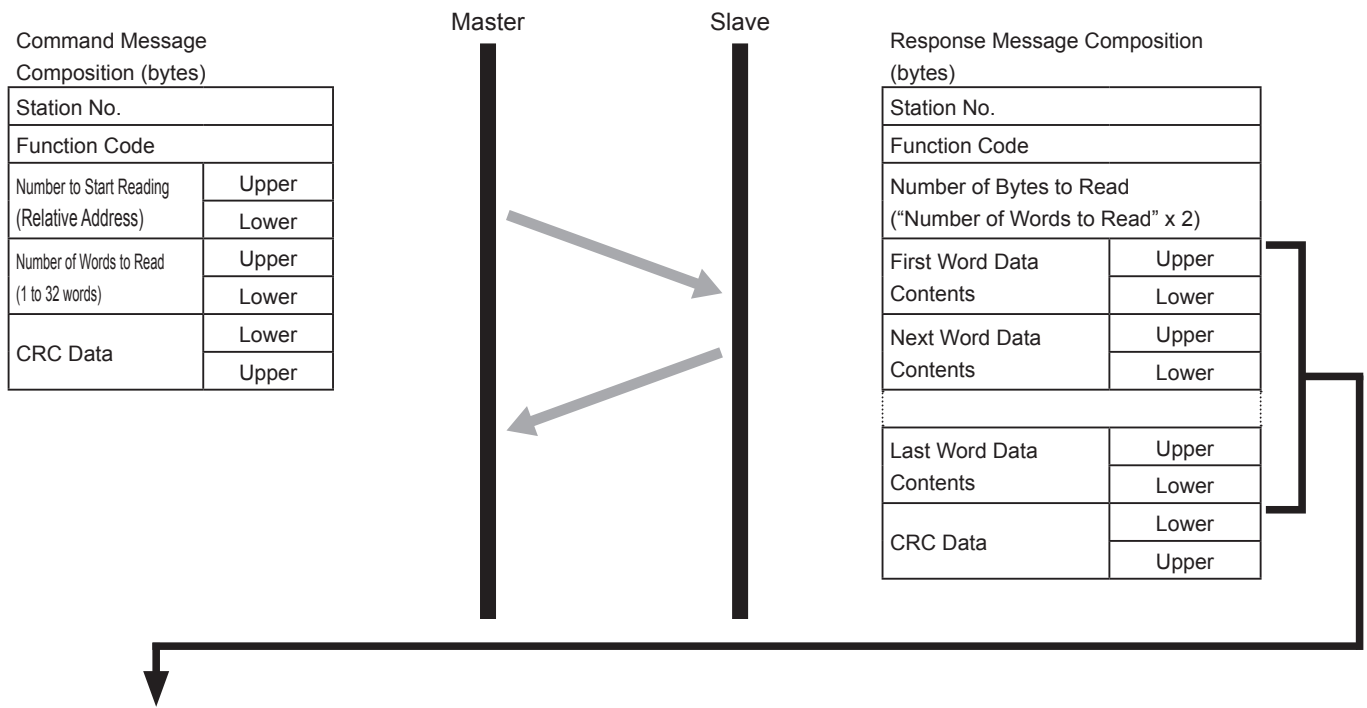 Master
Slave
Command Message
Composition (bytes)
Station No.
Function Code
Number to Start Reading
(Relative Address)
Upper
Lower
Number of Words to Read
(1 to 32 words)
Upper
Lower
CRC Data
Lower
Upper
Response Message Composition
(bytes)
Station No.
Function Code
Number of Bytes to Read
(“Number of Words to Read” x 2)
First Word Data
Contents
Upper
Lower
Next Word Data
Contents
Upper
Lower
Last Word Data
Contents
Upper
Lower
CRC Data
Lower
Upper